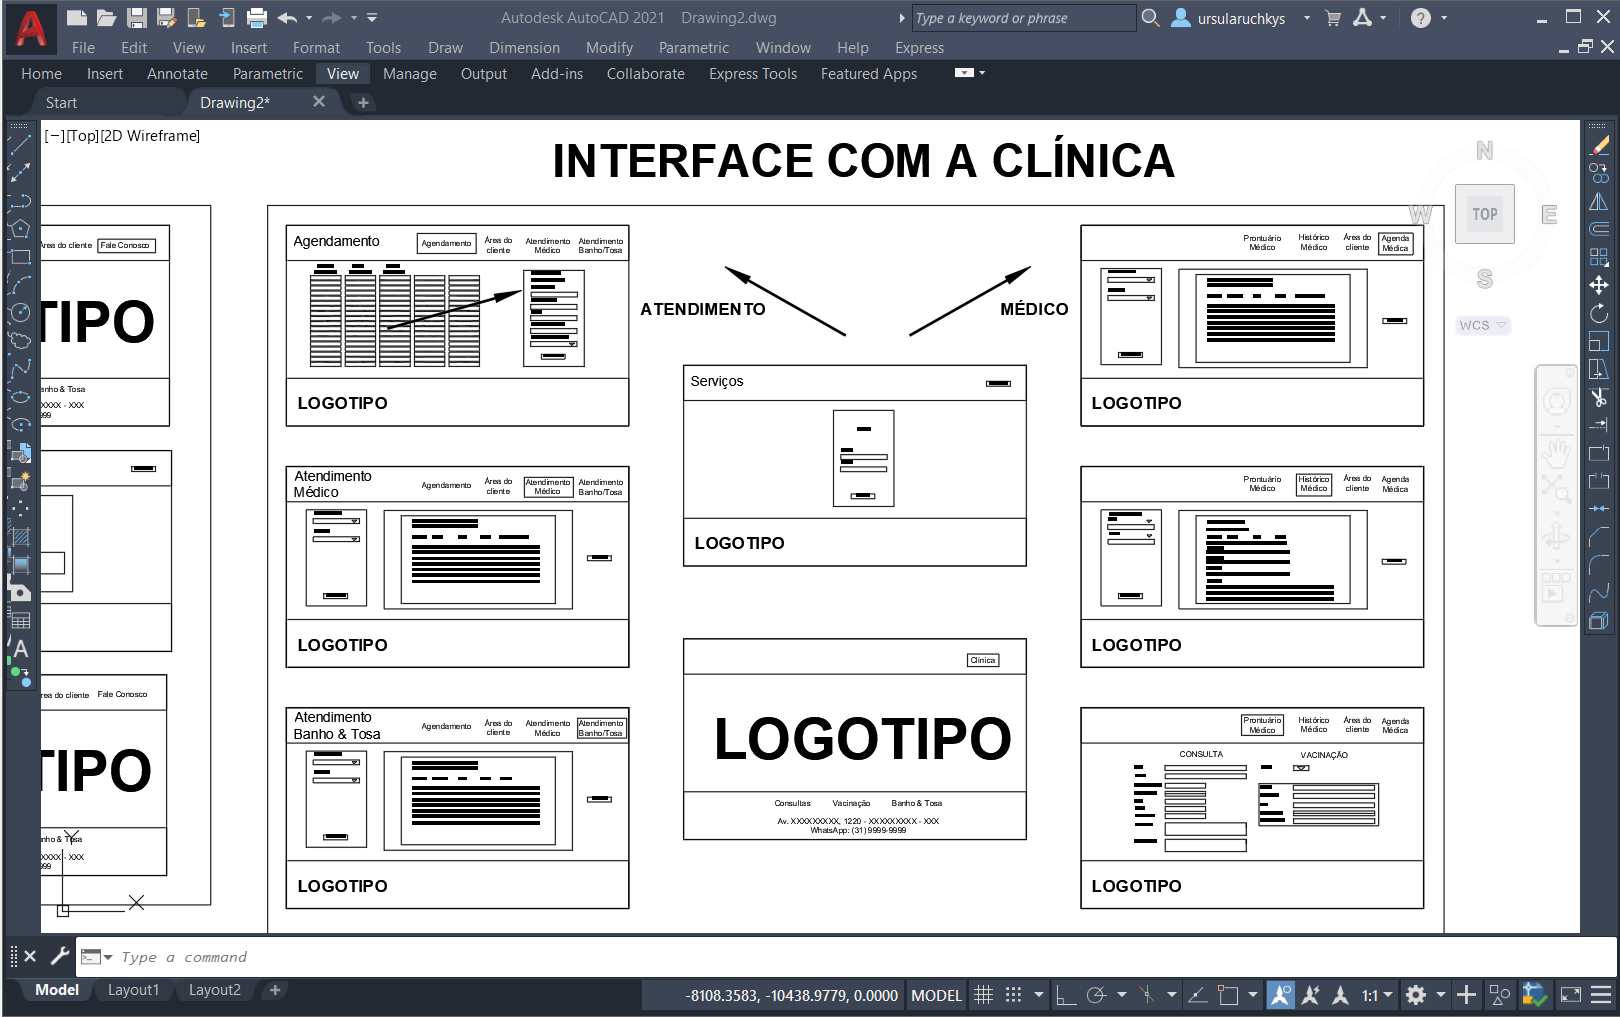 Autodesk AutoCAD 2021 Drawing2.dwg
Type a keyword or phrase
ursularuchkys
File Edit View Insert Format Tools Draw Dimension Modify Parametric Window Help Express
Home Insert Annotate Parametric View Manage Output Add-ins Collaborate Express Tools Featured Apps
Start Drawing2*
[−][Top][2D Wireframe]
INTERFACE COM A CLÍNICA
N
W TOP E
S
WCS
Área do cliente Fale Conosco
TIPO
anho & Tosa
XXXX - XXX
999
rea do cliente Fale Conosco
TIPO
anho & Tosa
XXXX - XXX
99
Agendamento
Agendamento
Área do cliente
Atendimento Médico
Atendimento Banho/Tosa
LOGOTIPO
Atendimento
Médico
Agendamento
Área do cliente
Atendimento Médico
Atendimento Banho/Tosa
LOGOTIPO
Atendimento
Banho & Tosa
Agendamento
Área do cliente
Atendimento Médico
Atendimento Banho/Tosa
LOGOTIPO
ATENDIMENTO
MÉDICO
Serviços
LOGOTIPO
Clínica
LOGOTIPO
Consultas Vacinação Banho & Tosa
Av. XXXXXXXXX, 1220 - XXXXXXXXX - XXX
WhatsApp: (31) 9999-9999
Prontuário Médico
Histórico Médico
Área do cliente
Agenda Médica
LOGOTIPO
Prontuário Médico
Histórico Médico
Área do cliente
Agenda Médica
LOGOTIPO
Prontuário Médico
Histórico Médico
Área do cliente
Agenda Médica
CONSULTA VACINAÇÃO
LOGOTIPO
Y
X
Type a command
Model Layout1 Layout2
-8108.3583, -10438.9779, 0.0000 MODEL 1:1